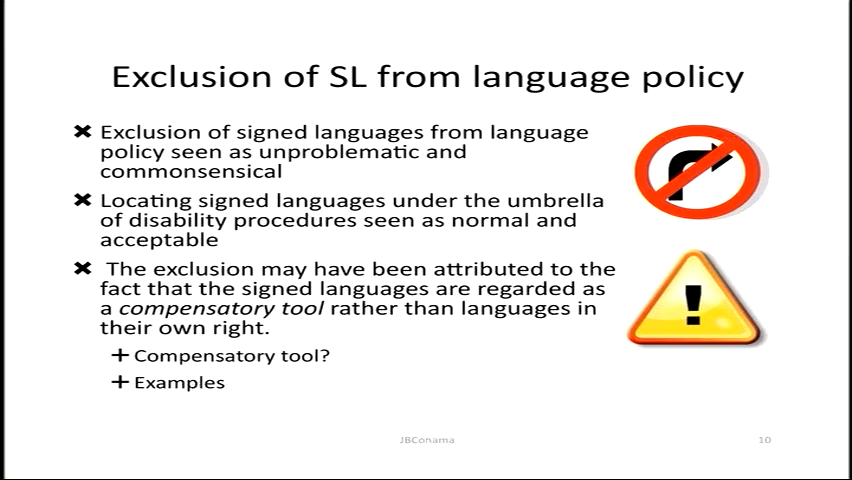 Exclusion of SL from language policy
✖ Exclusion of signed languages from language
policy seen as unproblematic and
commonsensical
✖ Locating signed languages under the umbrella
of disability procedures seen as normal and
acceptable
✖ The exclusion may have been attributed to the
fact that the signed languages are regarded as
a compensatory tool rather than languages in
their own right.
+ Compensatory tool?
+ Examples
!
JBConama
10